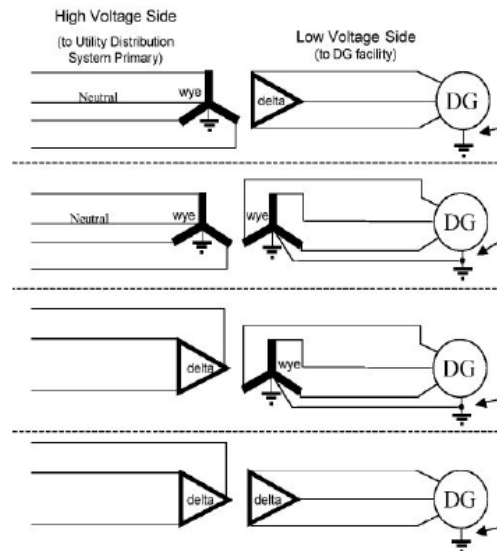 High Voltage Side
(to Utility Distribution
System Primary)
Low Voltage Side
(to DG facility)
Neutral
wye
delta
DG
Neutral
wye
wye
DG
delta
wye
DG
delta
delta
DG